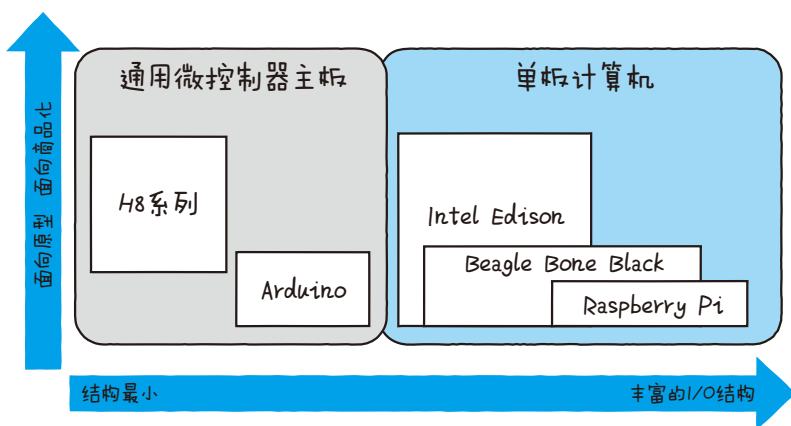 通用微控制器主板
单板计算机
面向商品化
面向原型
H8系列
Arduino
Intel Edison
Beagle Bone Black
Raspberry Pi
结构最小
丰富的I/O结构